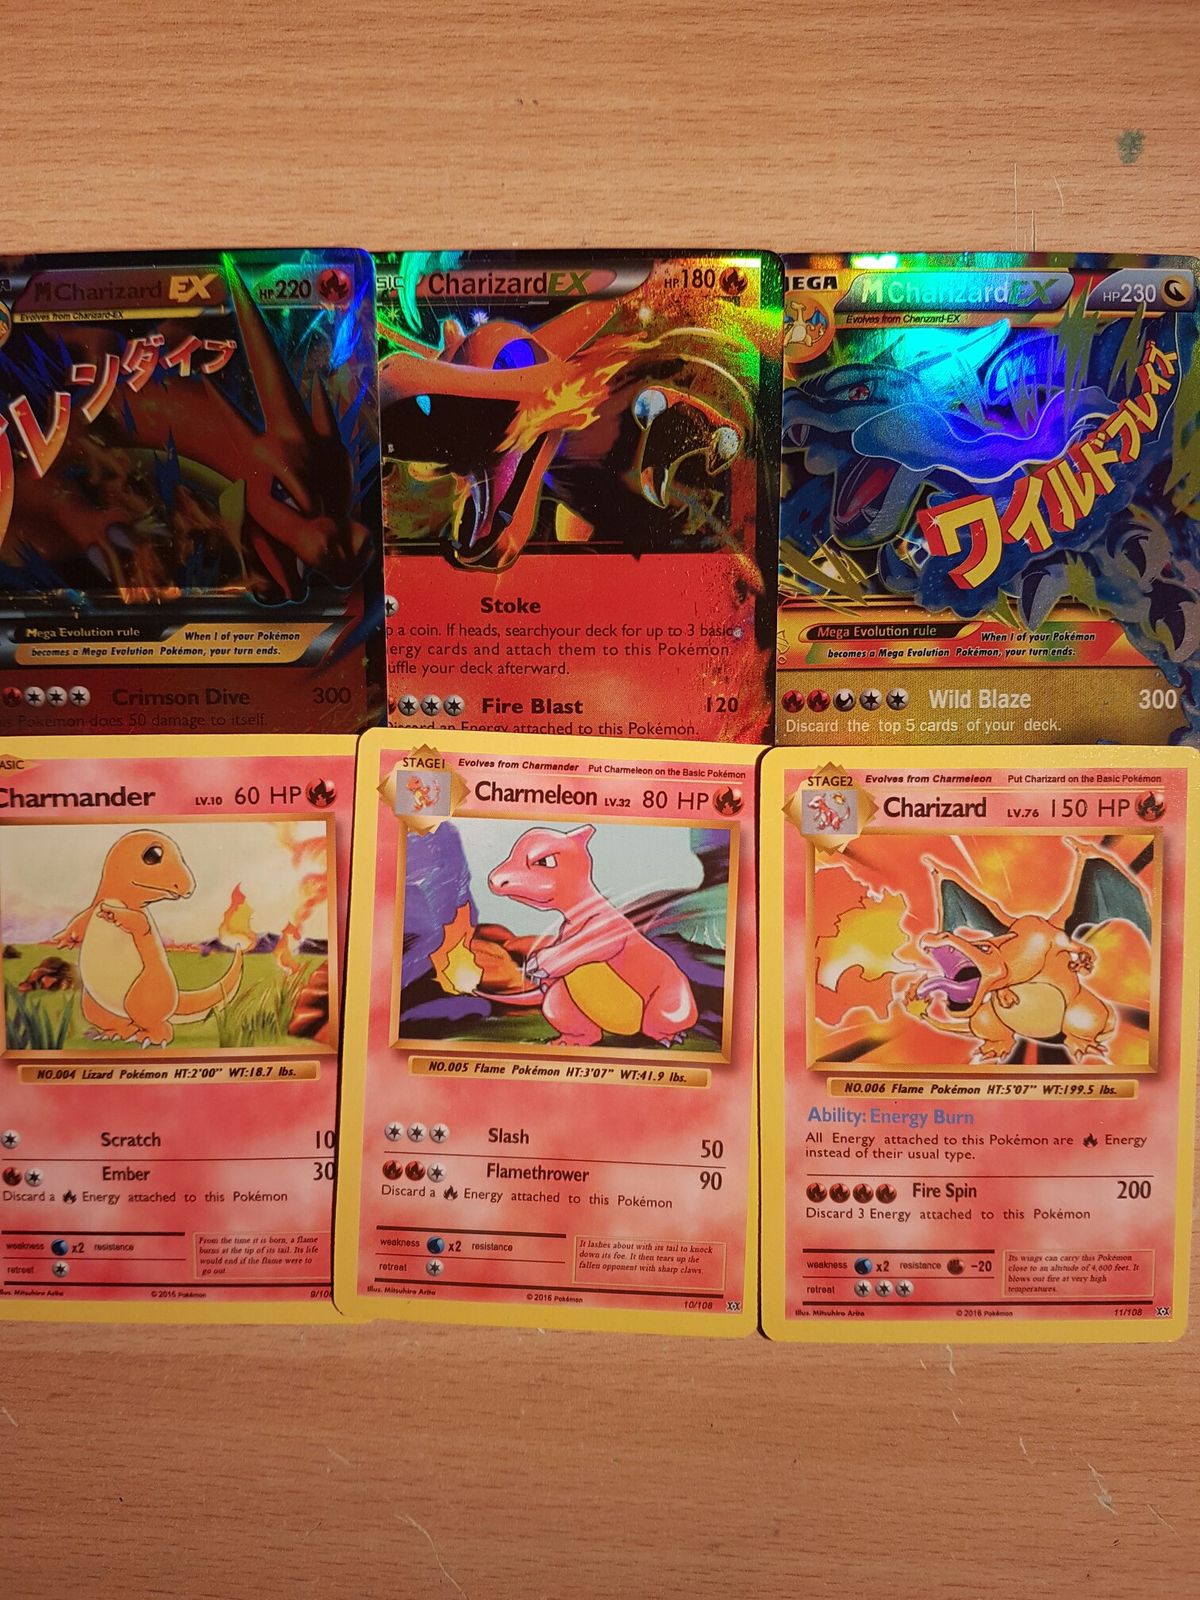 MCharizard EX HP220
Evolves from Charizard-EX
レンダイブ
Mega Evolution rule
When 1 of your Pokémon
becomes a Mega Evolution Pokémon, your turn ends.
Crimson Dive 300
Pokémon does 50 damage to itself.
SIC CharizardEX HP180
Stoke
a coin. If heads, searchyour deck for up to 3 basic
ergy cards and attach them to this Pokémon.
uffle your deck afterward.
Fire Blast 120
Discard an Energy attached to this Pokémon.
MEGA MCharizardEX HP230
Evolves from Charizard-EX
ワイルドブレイズ
Mega Evolution rule
When 1 of your Pokémon
becomes a Mega Evolution Pokémon, your turn ends.
Wild Blaze 300
Discard the top 5 cards of your deck.
ASIC
Charmander LV.10 60 HP
NO.004 Lizard Pokémon HT:2'00" WT:18.7 lbs.
Scratch 10
Ember 30
Discard a Energy attached to this Pokémon
weakness x2 resistance
retreat
From the time it is born, a flame
burns at the tip of its tail. Its life
would end if the flame were to
go out.
Illus. Mitsuhiro Arita © 2016 Pokémon 9/10
STAGE1 Evolves from Charmander Put Charmeleon on the Basic Pokémon
Charmeleon LV.32 80 HP
NO.005 Flame Pokémon HT:3'07" WT:41.9 lbs.
Slash 50
Flamethrower 90
Discard a Energy attached to this Pokémon
weakness x2 resistance
retreat
It lashes about with its tail to knock
down its foe. It then tears up the
fallen opponent with sharp claws.
Illus. Mitsuhiro Arita © 2016 Pokémon 10/108
STAGE2 Evolves from Charmeleon Put Charizard on the Basic Pokémon
Charizard LV.76 150 HP
NO.006 Flame Pokémon HT:5'07" WT:199.5 lbs.
Ability: Energy Burn
All Energy attached to this Pokémon are Energy
instead of their usual type.
Fire Spin 200
Discard 3 Energy attached to this Pokémon
weakness x2 resistance -20
retreat
Its wings can carry this Pokémon
close to an altitude of 4,600 feet. It
blows out fire at very high
temperatures.
Illus. Mitsuhiro Arita © 2016 Pokémon 11/108